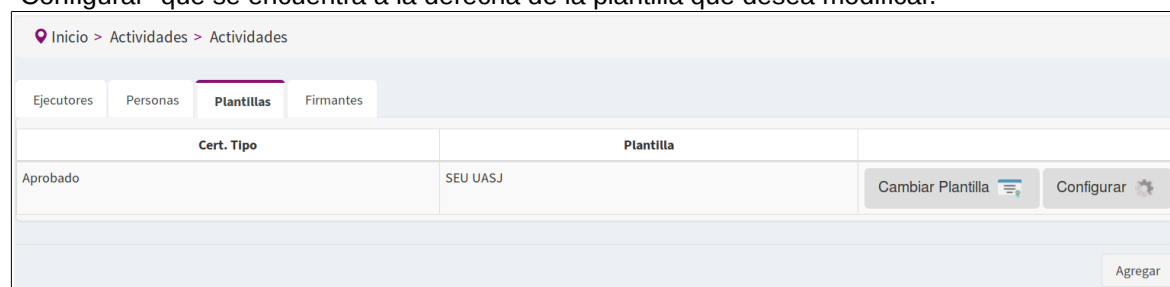 "Configurar" que se encuentra a la derecha de la plantilla que desea modificar.
Inicio > Actividades > Actividades
Ejecutores Personas Plantillas Firmantes
Cert. Tipo Plantilla
Aprobado SEU UASJ Cambiar Plantilla Configurar
Agregar